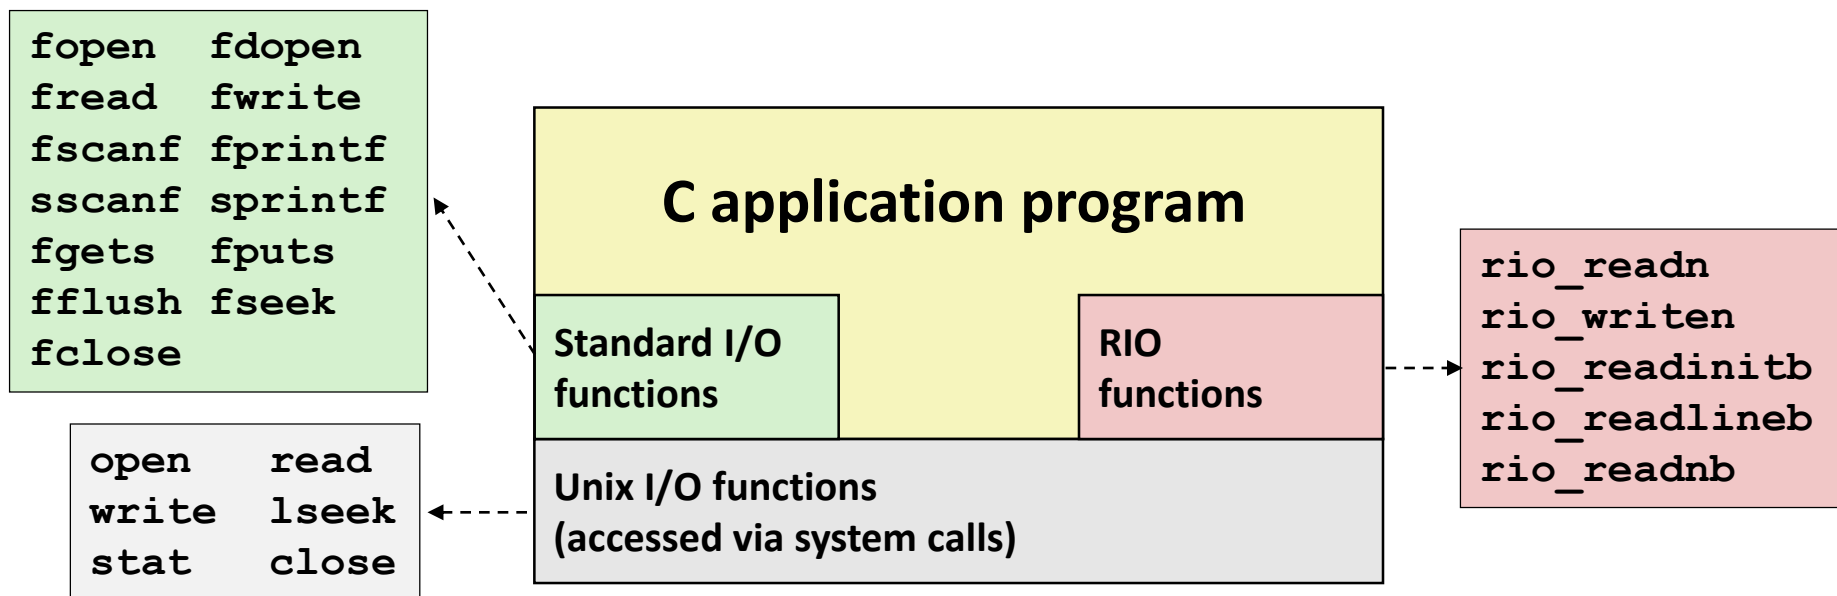 fopen fdopen
fread fwrite
fscanf fprintf
sscanf sprintf
fgets fputs
fflush fseek
fclose
open read
write lseek
stat close
C application program
Standard I/O
functions
RIO
functions
Unix I/O functions
(accessed via system calls)
rio_readn
rio_writen
rio_readinitb
rio_readlineb
rio_readnb